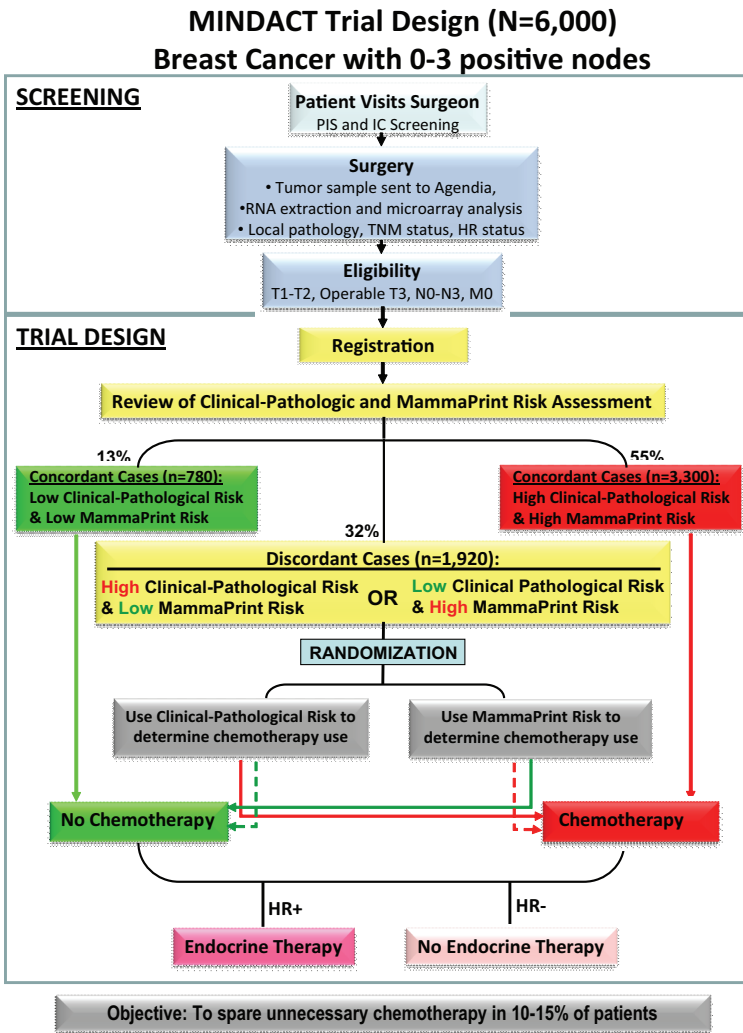 MINDACT Trial Design (N=6,000)
Breast Cancer with 0-3 positive nodes
SCREENING
Patient Visits Surgeon
PIS and IC Screening
Surgery
• Tumor sample sent to Agendia,
•RNA extraction and microarray analysis
• Local pathology, TNM status, HR status
Eligibility
T1-T2, Operable T3, N0-N3, M0
TRIAL DESIGN
Registration
Review of Clinical-Pathologic and MammaPrint Risk Assessment
13%
55%
Concordant Cases (n=780):
Low Clinical-Pathological Risk
& Low MammaPrint Risk
Concordant Cases (n=3,300):
High Clinical-Pathological Risk
& High MammaPrint Risk
32%
Discordant Cases (n=1,920):
High Clinical-Pathological Risk
& Low MammaPrint Risk
OR
Low Clinical Pathological Risk
& High MammaPrint Risk
RANDOMIZATION
Use Clinical-Pathological Risk to
determine chemotherapy use
Use MammaPrint Risk to
determine chemotherapy use
No Chemotherapy
Chemotherapy
HR+
HR-
Endocrine Therapy
No Endocrine Therapy
Objective: To spare unnecessary chemotherapy in 10-15% of patients